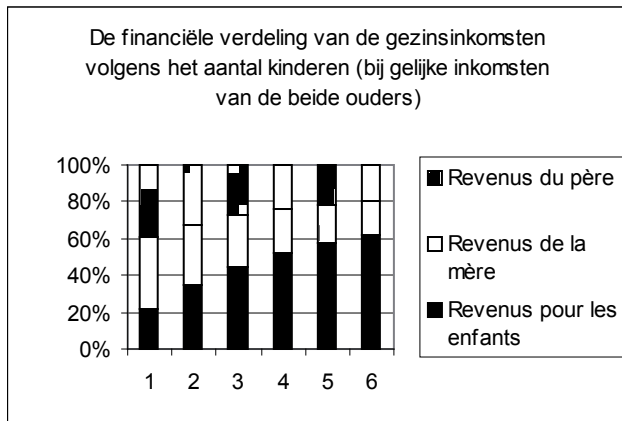 De financiële verdeling van de gezinsinkomsten
volgens het aantal kinderen (bij gelijke inkomsten
van de beide ouders)
100%
80%
60%
40%
20%
0%
1 2 3 4 5 6
Revenus du père
Revenus de la
mère
Revenus pour les
enfants